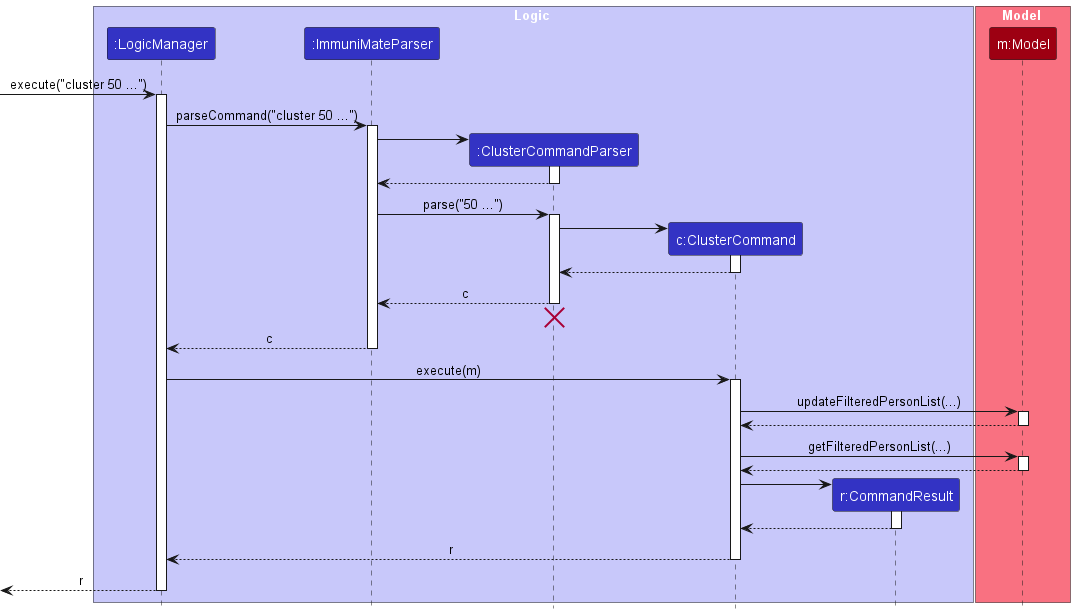 Logic
Model
:LogicManager
:ImmuniMateParser
m:Model
execute("cluster 50 ...")
parseCommand("cluster 50 ...")
:ClusterCommandParser
parse("50 ...")
c:ClusterCommand
c
c
execute(m)
updateFilteredPersonList(...)
getFilteredPersonList(...)
r:CommandResult
r
r